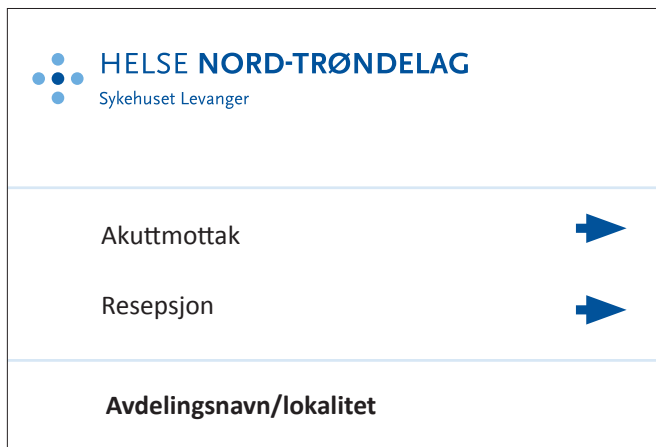 HELSE NORD-TRØNDELAG
Sykehuset Levanger
Akuttmottak
Resepsjon
Avdelingsnavn/lokalitet